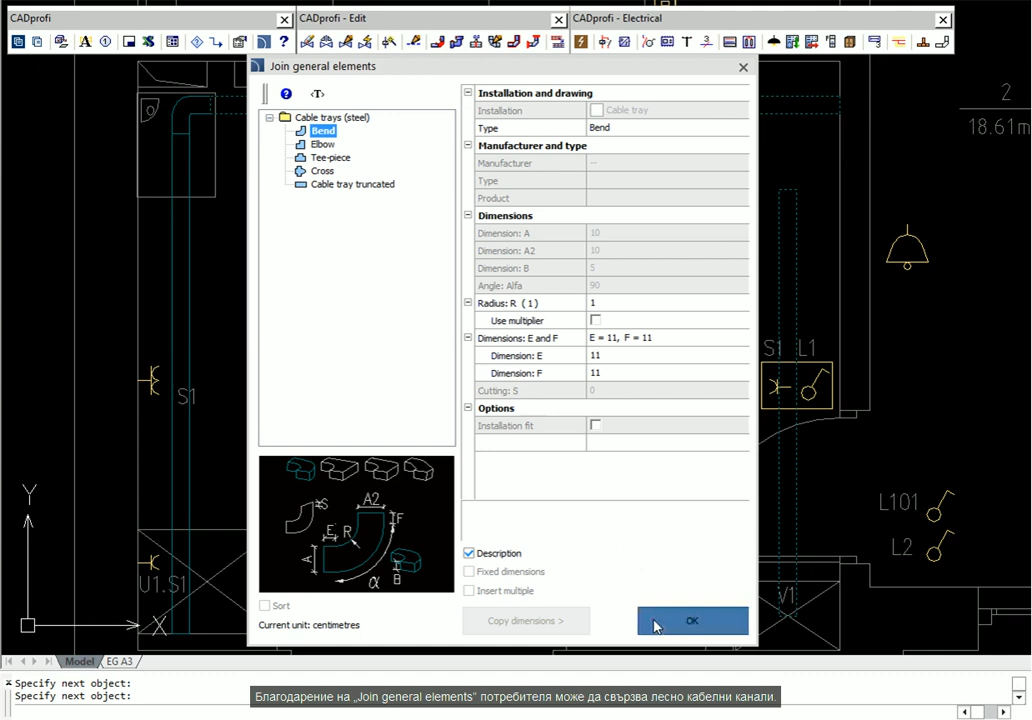 CADprofi
CADprofi - Edit
CADprofi - Electrical
Join general elements
Cable trays (steel)
Bend
Elbow
Tee-piece
Cross
Cable tray truncated
Installation and drawing
Installation Cable tray
Type Bend
Manufacturer and type
Manufacturer --
Type
Product
Dimensions
Dimension: A 10
Dimension: A2 10
Dimension: B 5
Angle: Alfa 90
Radius: R ( 1 ) 1
Use multiplier
Dimensions: E and F E = 11, F = 11
Dimension: E 11
Dimension: F 11
Cutting: S 0
Options
Installation fit
Description
Fixed dimensions
Insert multiple
Sort
Current unit: centimetres
Copy dimensions >
OK
A2
S
E
R
F
A
α
B
2
18.61m
S1
L1
S1
L101
L2
U1.S1
V1
Y
X
Model
EG A3
Specify next object:
Specify next object:
Благодарение на „Join general elements" потребителя може да свързва лесно кабелни канали.